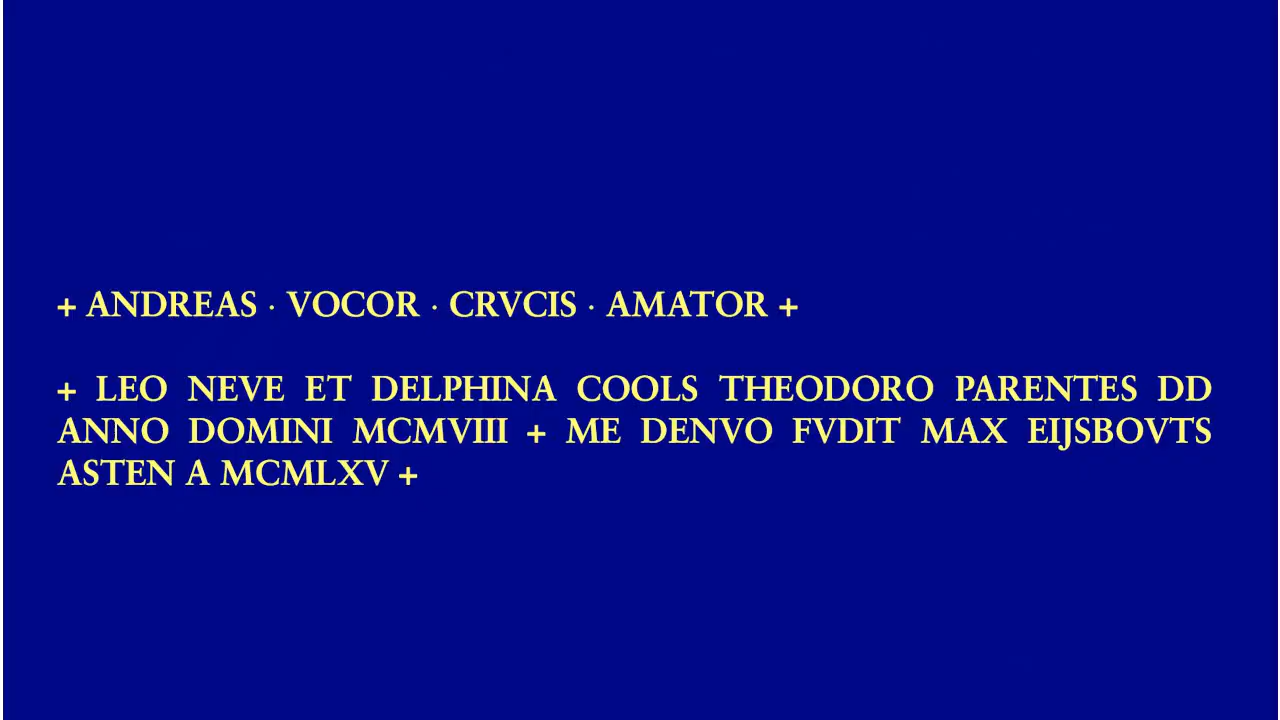 + ANDREAS · VOCOR · CRVCIS · AMATOR +
+ LEO NEVE ET DELPHINA COOLS THEODORO PARENTES DD
ANNO DOMINI MCMVIII + ME DENVO FVDIT MAX EIJSBOVTS
ASTEN A MCMLXV +